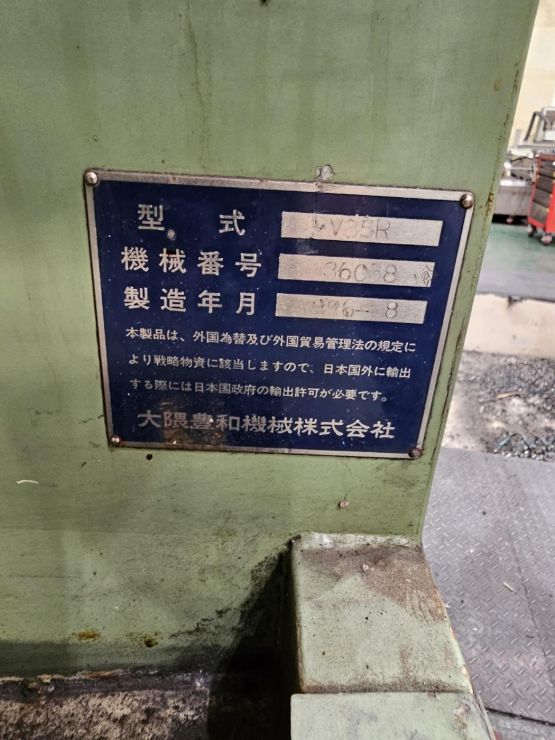 型 式 V35R
機械番号 36038
製造年月 96-8
本製品は、外国為替及び外国貿易管理法の規定に
より戦略物資に該当しますので、日本国外に輸出
する際には日本国政府の輸出許可が必要です。
大隈豊和機械株式会社